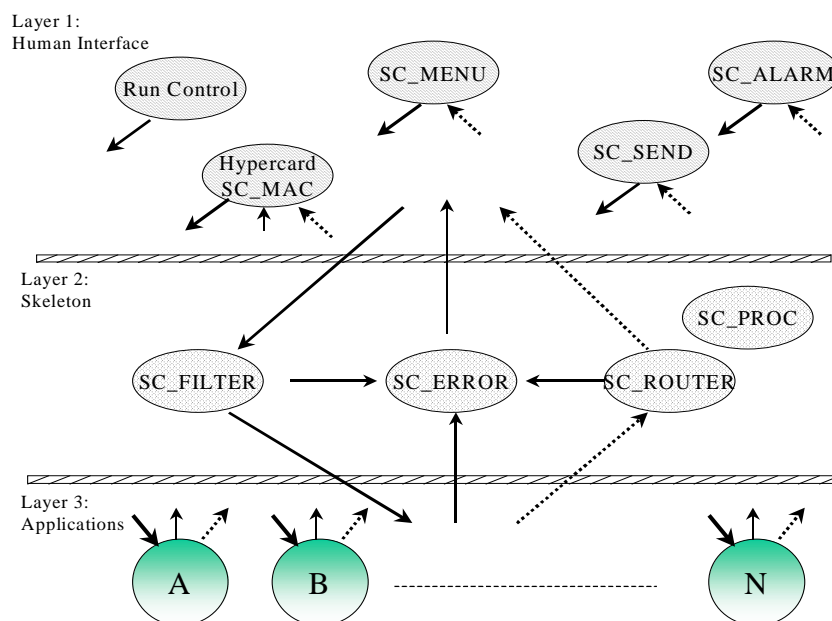 Layer 1:
Human Interface
Run Control
SC_MENU
SC_ALARM
Hypercard
SC_MAC
SC_SEND
Layer 2:
Skeleton
SC_PROC
SC_FILTER
SC_ERROR
SC_ROUTER
Layer 3:
Applications
A
B
N